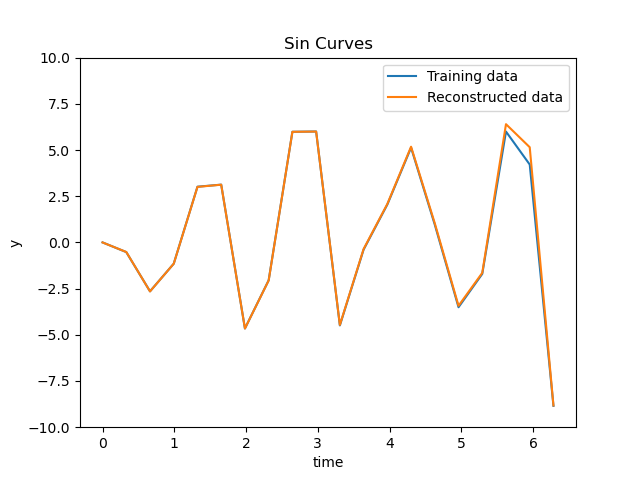 Sin Curves
10.0
7.5
5.0
2.5
0.0
−2.5
−5.0
−7.5
−10.0
y
Training data
Reconstructed data
0 1 2 3 4 5 6
time